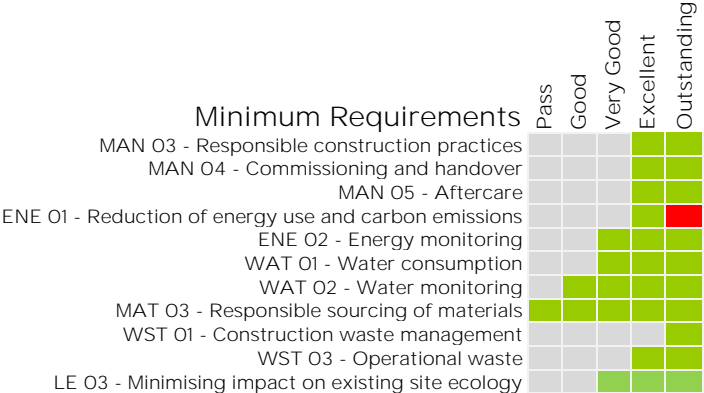 Minimum Requirements
Pass
Good
Very Good
Excellent
Outstanding
MAN 03 - Responsible construction practices
MAN 04 - Commissioning and handover
MAN 05 - Aftercare
ENE 01 - Reduction of energy use and carbon emissions
ENE 02 - Energy monitoring
WAT 01 - Water consumption
WAT 02 - Water monitoring
MAT 03 - Responsible sourcing of materials
WST 01 - Construction waste management
WST 03 - Operational waste
LE 03 - Minimising impact on existing site ecology